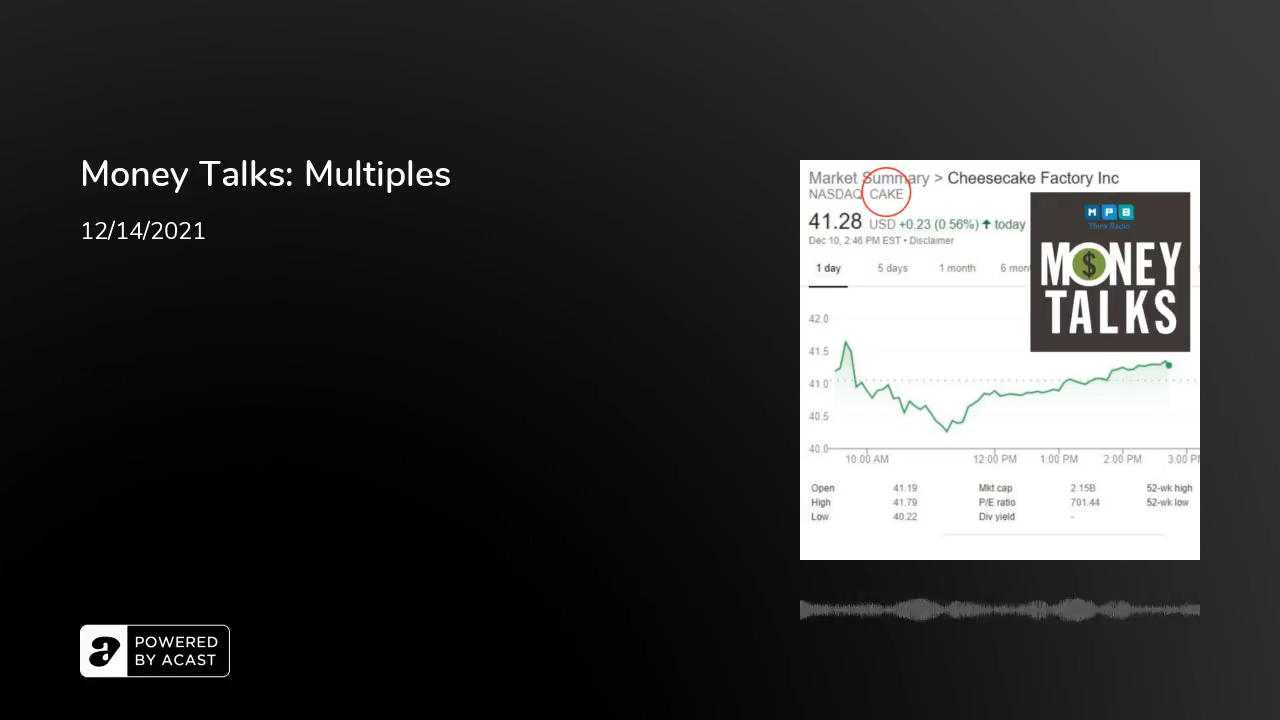 Money Talks: Multiples
12/14/2021
Market Summary > Cheesecake Factory Inc
NASDAQ CAKE
41.28 USD +0.23 (0.56%) today
Dec 10, 2:46 PM EST • Disclaimer
1 day 5 days 1 month 6 mon
MPB
Think Radio
MONEY
TALKS
42.0
41.5
41.0
40.5
40.0
10:00 AM 12:00 PM 1:00 PM 2:00 PM 3:00 P
Open 41.19 Mkt cap 2.15B 52-wk high
High 41.79 P/E ratio 701.44 52-wk low
Low 40.22 Div yield -
POWERED
BY ACAST